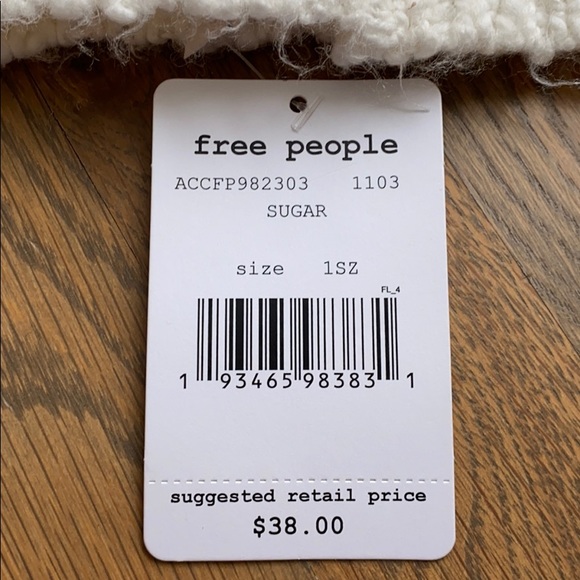 free people
ACCFP982303 1103
SUGAR
size 1SZ
FL_4
1 93465 98383 1
suggested retail price
$38.00